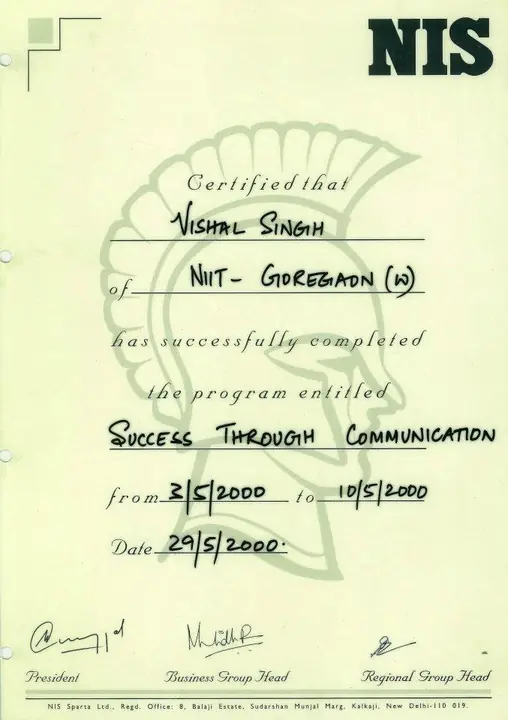 NIS
Certified that
VISHAL SINGH
of NIIT- GOREGAON (W)
has successfully completed
the program entitled
SUCCESS THROUGH COMMUNICATION
from 3/5/2000 to 10/5/2000
Date 29/5/2000.
President Business Group Head Regional Group Head
NIS Sparta Ltd., Regd. Office: 8, Balaji Estate, Sudarshan Munjal Marg, Kalkaji, New Delhi-110 019.